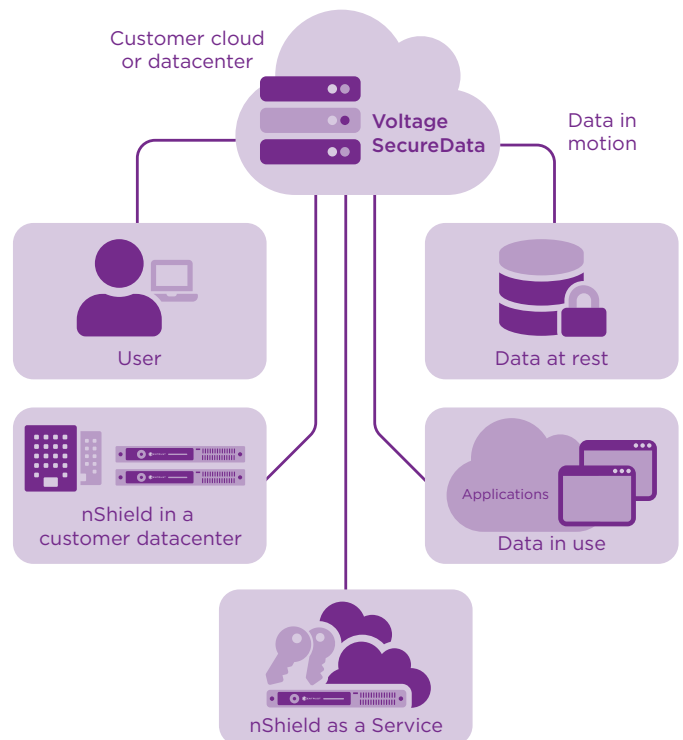 Customer cloud
or datacenter
Voltage
SecureData
Data in
motion
User
Data at rest
nShield in a
customer datacenter
Applications
Data in use
nShield as a Service